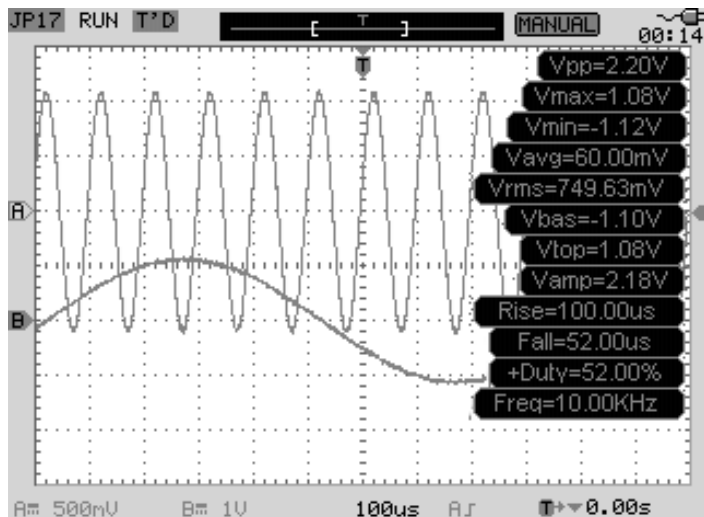 JP17 RUN T'D T MANUAL
00:14
T
Vpp=2.20V
Vmax=1.08V
Vmin=-1.12V
Vavg=60.00mV
Vrms=749.63mV
A
Vbas=-1.10V
Vtop=1.08V
Vamp=2.18V
Rise=100.00us
B
Fall=52.00us
+Duty=52.00%
Freq=10.00KHz
A 500mV B 1V 100us A T 0.00s